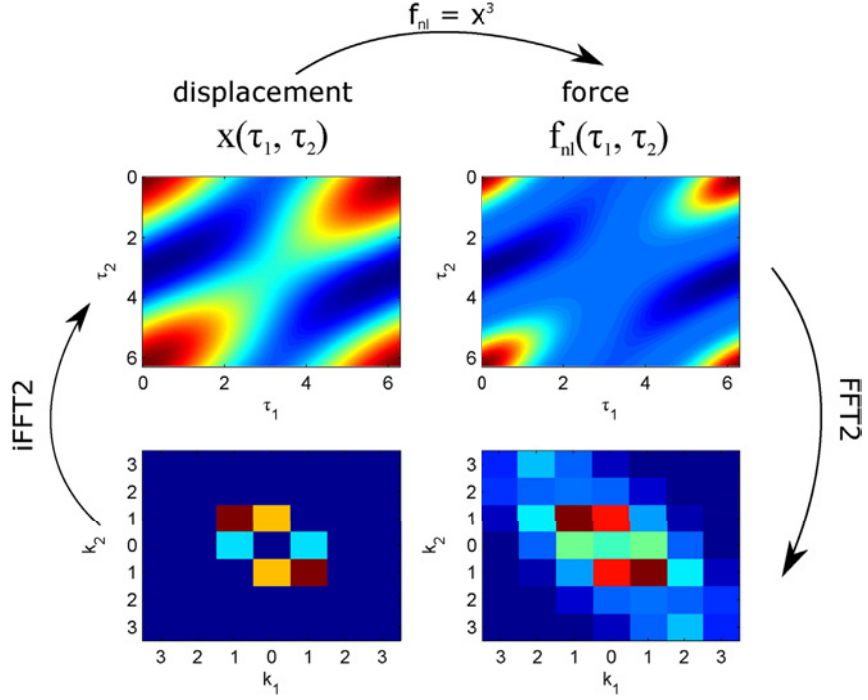 f_nl = x³
displacement
force
x(τ₁, τ₂)
f_nl(τ₁, τ₂)
0
2
4
6
τ₂
0 2 4 6
τ₁
0
2
4
6
τ₂
0 2 4 6
τ₁
iFFT2
FFT2
3
2
1
0
1
2
3
k₂
3 2 1 0 1 2 3
k₁
3
2
1
0
1
2
3
k₂
3 2 1 0 1 2 3
k₁